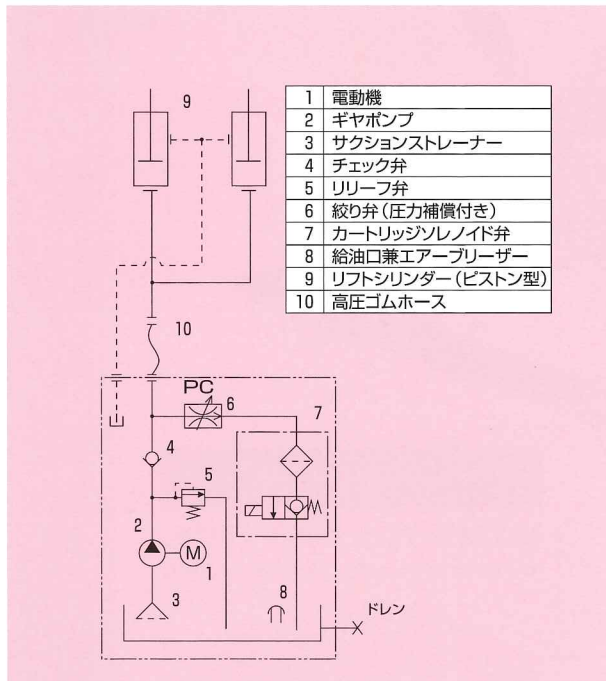 9
1 電動機
2 ギヤポンプ
3 サクションストレーナー
4 チェック弁
5 リリーフ弁
6 絞り弁(圧力補償付き)
7 カートリッジソレノイド弁
8 給油口兼エアーブリーザー
9 リフトシリンダー(ピストン型)
10 高圧ゴムホース
10
PC
6
7
4
5
2
M
1
3
8
ドレン